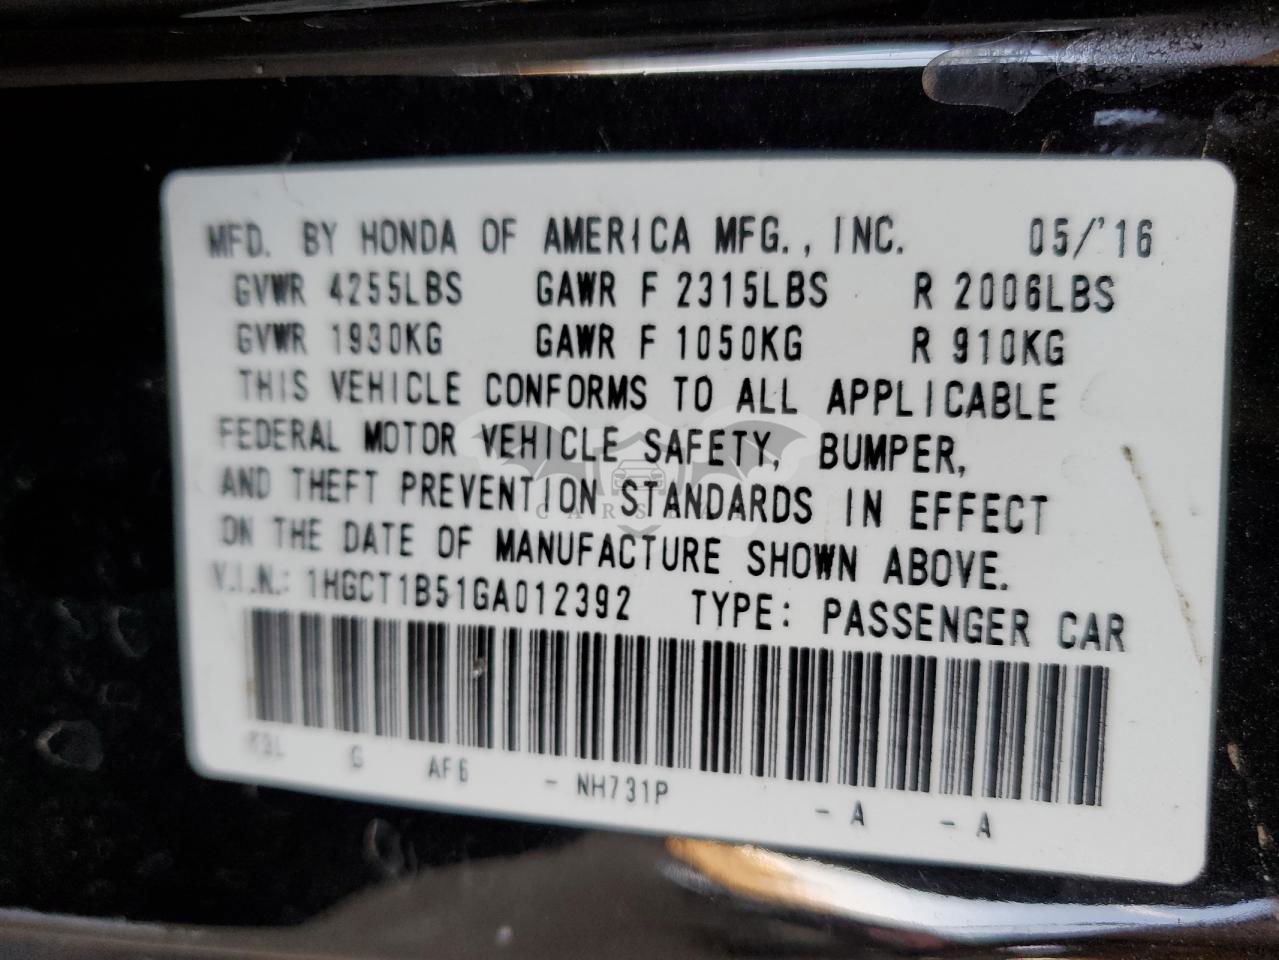 MFD. BY HONDA OF AMERICA MFG., INC. 05/'16
GVWR 4255LBS GAWR F 2315LBS R 2006LBS
GVWR 1930KG GAWR F 1050KG R 910KG
THIS VEHICLE CONFORMS TO ALL APPLICABLE
FEDERAL MOTOR VEHICLE SAFETY, BUMPER,
AND THEFT PREVENTION STANDARDS IN EFFECT
ON THE DATE OF MANUFACTURE SHOWN ABOVE.
V.I.N.: 1HGCT1B51GA012392 TYPE: PASSENGER CAR
G AF6 - NH731P - A - A